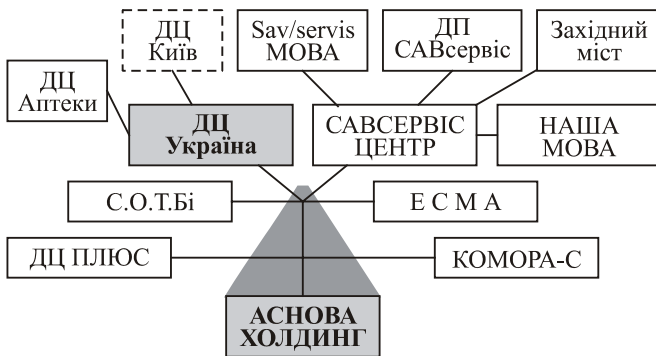 ДЦ
Київ
Sav/servis
МОВА
ДП
САВсервіс
Західний
міст
ДЦ
Аптеки
ДЦ
Україна
САВСЕРВІС
ЦЕНТР
НАША
МОВА
С.О.Т.Бі
Е С М А
ДЦ ПЛЮС
КОМОРА-С
АСНОВА
ХОЛДИНГ